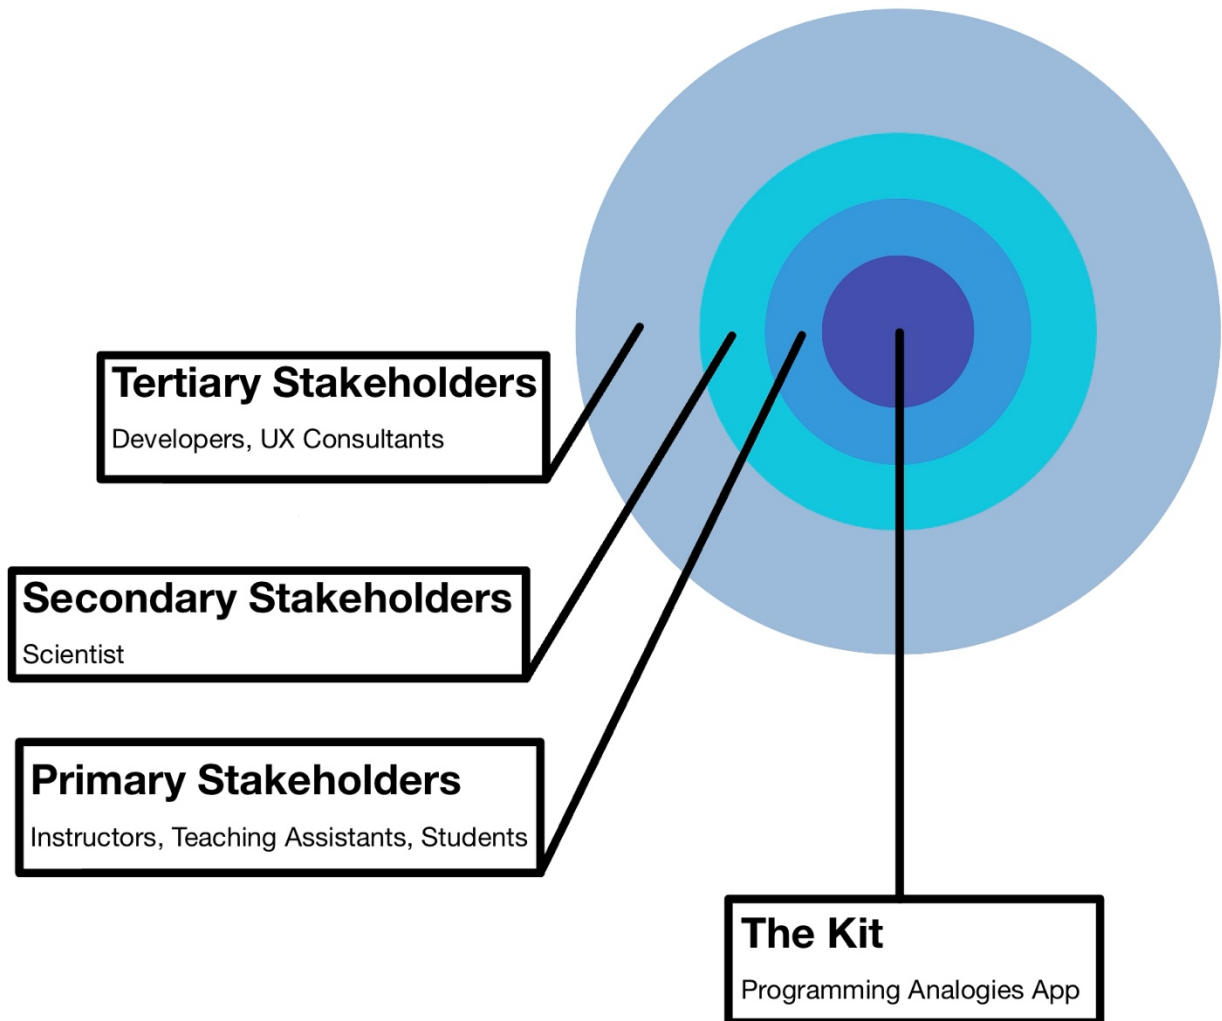 Tertiary Stakeholders
Developers, UX Consultants
Secondary Stakeholders
Scientist
Primary Stakeholders
Instructors, Teaching Assistants, Students
The Kit
Programming Analogies App